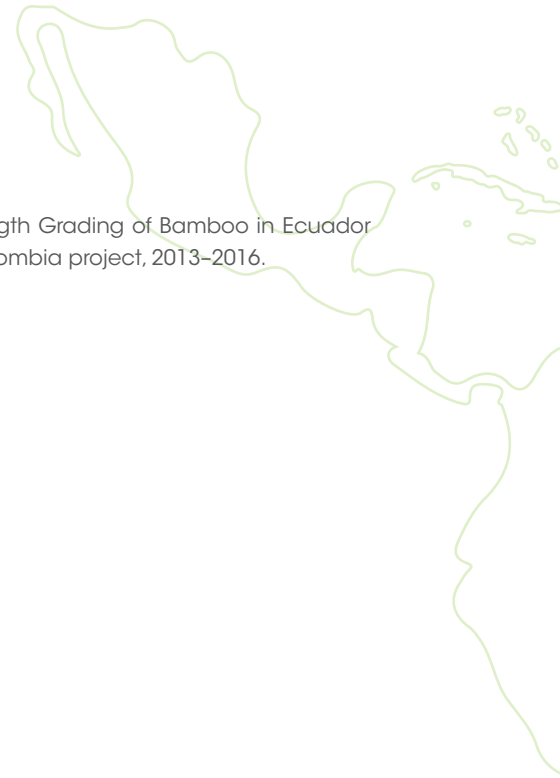 gth Grading of Bamboo in Ecuador
ombia project, 2013–2016.